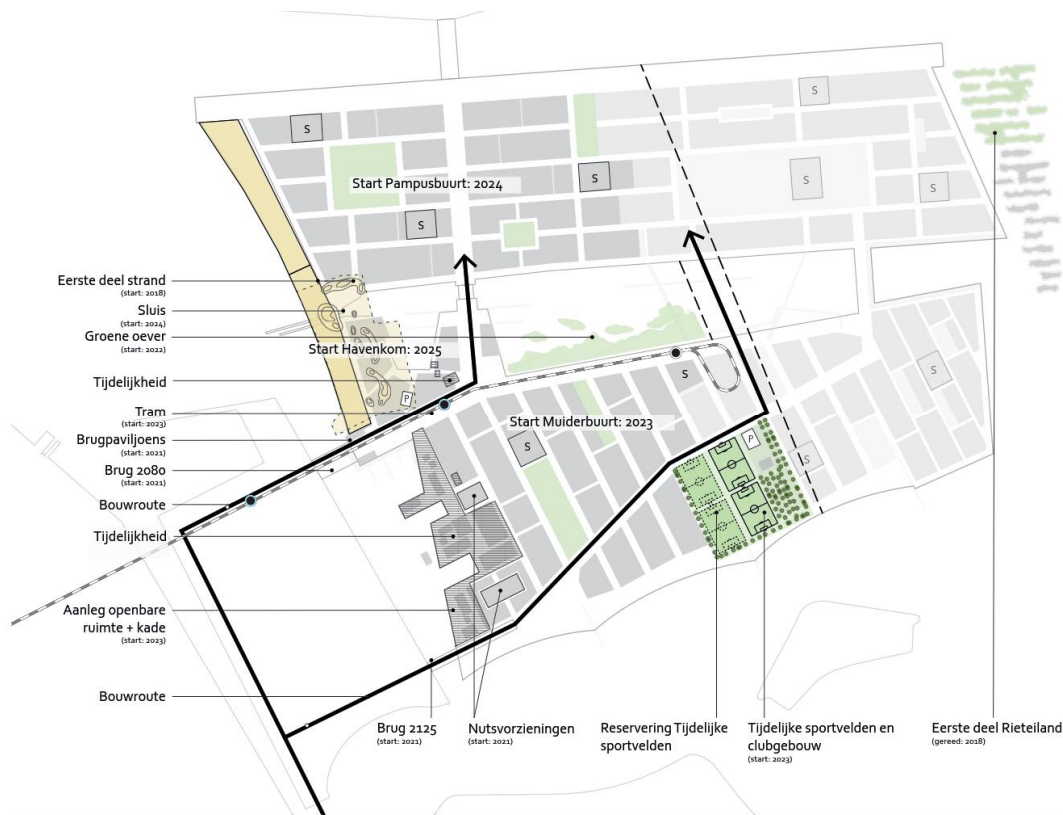 S
S
Start Pampusbuurt: 2024
S
S
S
S
Eerste deel strand
(start: 2018)
Sluis
(start: 2024)
Groene oever
(start: 2022)
Start Havenkom: 2025
Tijdelijkheid
S
S
P
Tram
(start: 2023)
Start Muiderbuurt: 2023
Brugpaviljoens
(start: 2021)
S
P
S
Brug 2080
(start: 2021)
Bouwroute
Tijdelijkheid
Aanleg openbare
ruimte + kade
(start: 2023)
Bouwroute
Brug 2125
(start: 2021)
Nutsvorzieningen
(start: 2021)
Reservering Tijdelijke
sportvelden
Tijdelijke sportvelden en
clubgebouw
(start: 2023)
Eerste deel Rieteiland
(gereed: 2018)